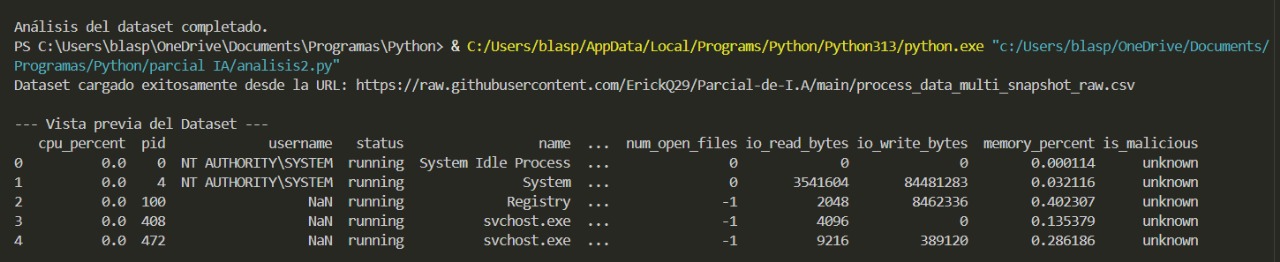 Análisis del dataset completado.
PS C:\Users\blasp\OneDrive\Documents\Programas\Python> & C:/Users/blasp/AppData/Local/Programs/Python/Python313/python.exe "c:/Users/blasp/OneDrive/Documents/
Programas/Python/parcial IA/analisis2.py"
Dataset cargado exitosamente desde la URL: https://raw.githubusercontent.com/ErickQ29/Parcial-de-I.A/main/process_data_multi_snapshot_raw.csv
--- Vista previa del Dataset ---
cpu_percent pid username status name ... num_open_files io_read_bytes io_write_bytes memory_percent is_malicious
0 0.0 0 NT AUTHORITY\SYSTEM running System Idle Process ... 0 0 0 0.000114 unknown
1 0.0 4 NT AUTHORITY\SYSTEM running System ... 0 3541604 84481283 0.032116 unknown
2 0.0 100 NaN running Registry ... -1 2048 8462336 0.402307 unknown
3 0.0 408 NaN running svchost.exe ... -1 4096 0 0.135379 unknown
4 0.0 472 NaN running svchost.exe ... -1 9216 389120 0.286186 unknown